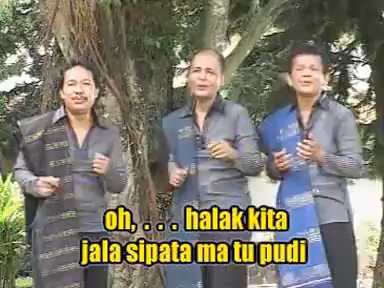 oh, . . . halak kita
jala sipata ma tu pudi